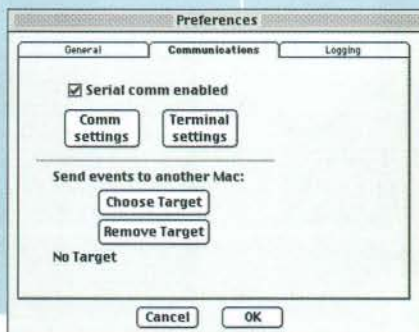 Preferences
General Communications Logging
Serial comm enabled
Comm settings
Terminal settings
Send events to another Mac:
Choose Target
Remove Target
No Target
Cancel OK